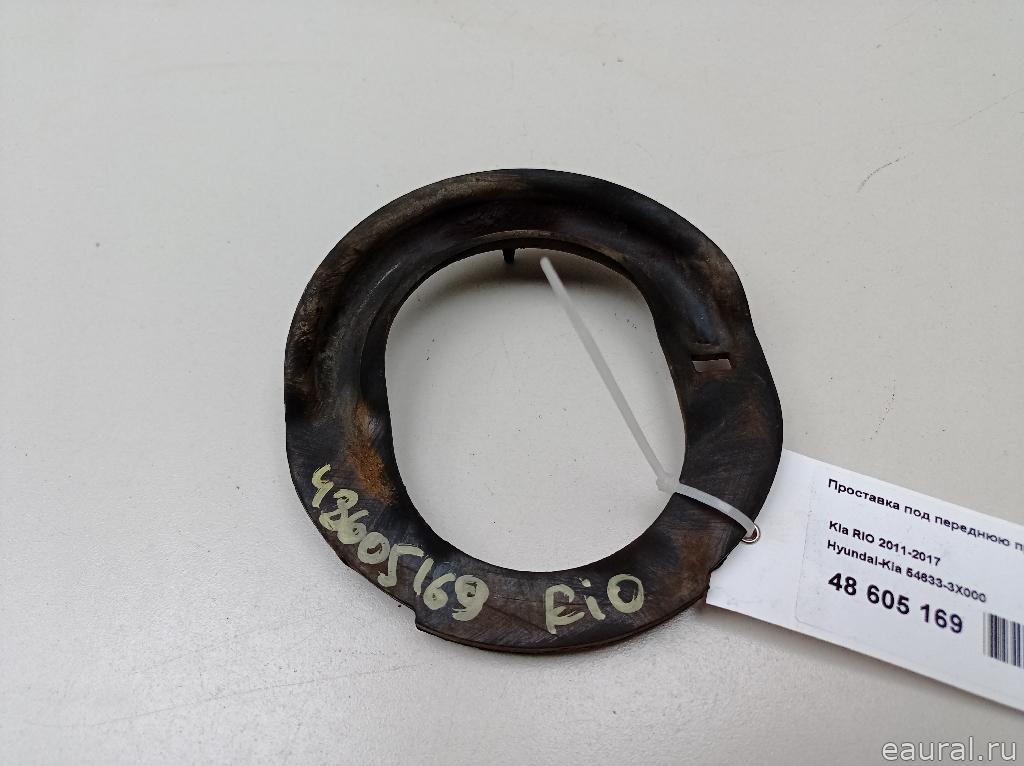 48605169 RiO
Проставка под переднюю
Kia RIO 2011-2017
Hyundai-Kia 54633-3X000
48 605 169
eaural.ru